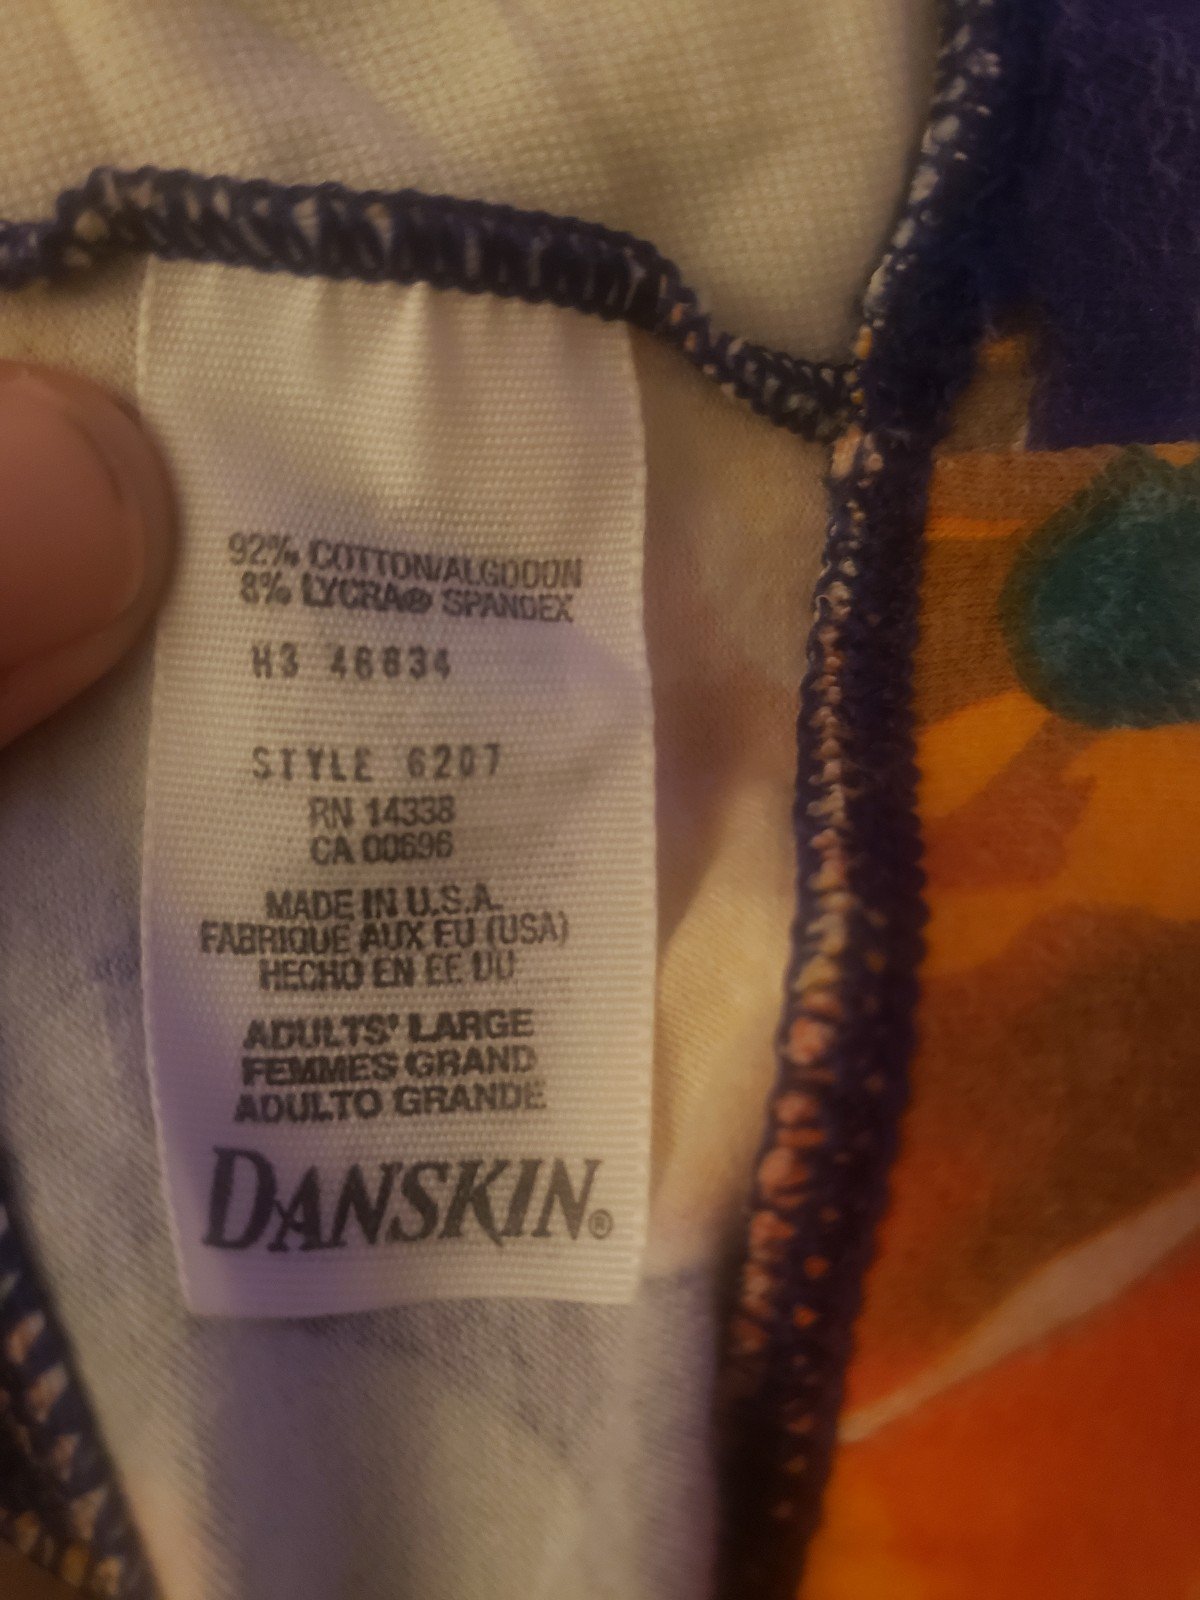 92% COTTON/ALGODON
8% LYCRA® SPANDEX
H3 46834
STYLE 6207
RN 14338
CA 00696
MADE IN U.S.A.
FABRIQUE AUX EU (USA)
HECHO EN EE UU
ADULTS' LARGE
FEMMES GRAND
ADULTO GRANDE
DANSKIN®